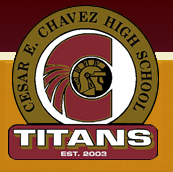 CESAR E. CHAVEZ HIGH SCHOOL
TITANS
EST. 2003